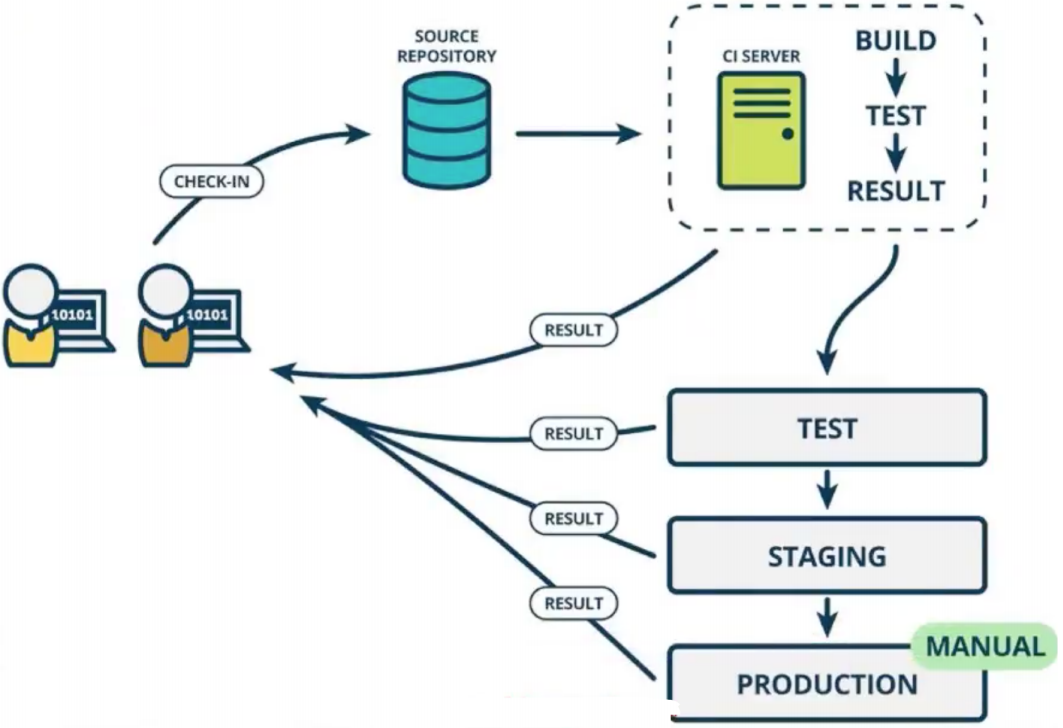 SOURCE
REPOSITORY
CI SERVER
BUILD
TEST
RESULT
CHECK-IN
10101
10101
RESULT
RESULT
TEST
RESULT
STAGING
RESULT
MANUAL
PRODUCTION